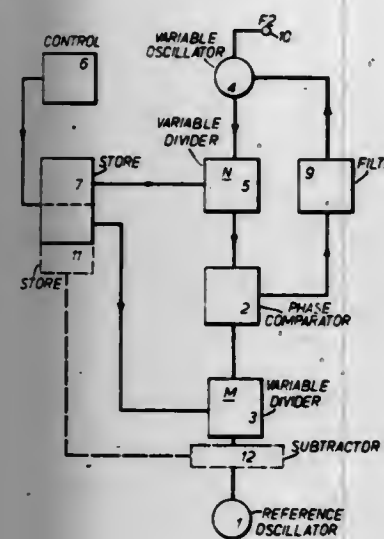 CONTROL
6
F2
10
VARIABLE
OSCILLATOR
4
VARIABLE
DIVIDER
STORE
7
N
5
9
FILT
11
STORE
2
PHASE
COMPARATOR
M
3
VARIABLE
DIVIDER
12
SUBTRACTOR
1
REFERENCE
OSCILLATOR